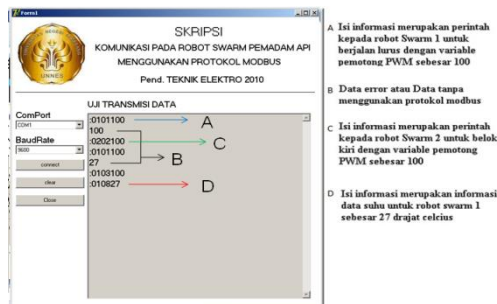 Form1
SKRIPSI
KOMUNIKASI PADA ROBOT SWARM PEMADAM API
MENGGUNAKAN PROTOKOL MODBUS
Pend. TEKNIK ELEKTRO 2010
UNNES
UJI TRANSMISI DATA
ComPort
COM1
BaudRate
9600
connect
clear
Close
:0101100 A
100
:0202100 C
:0101100
27 B
:0103100
:010827 D
A Isi informasi merupakan perintah
kepada robot Swarm 1 untuk
berjalan lurus dengan variable
pemotong PWM sebesar 100
B Data error atau Data tanpa
menggunakan protokol modbus
C Isi informasi merupakan perintah
kepada robot Swarm 2 untuk belok
kiri dengan variable pemotong
PWM sebesar 100
D Isi informasi merupakan informasi
data suhu untuk robot swarm 1
sebesar 27 drajat celcius